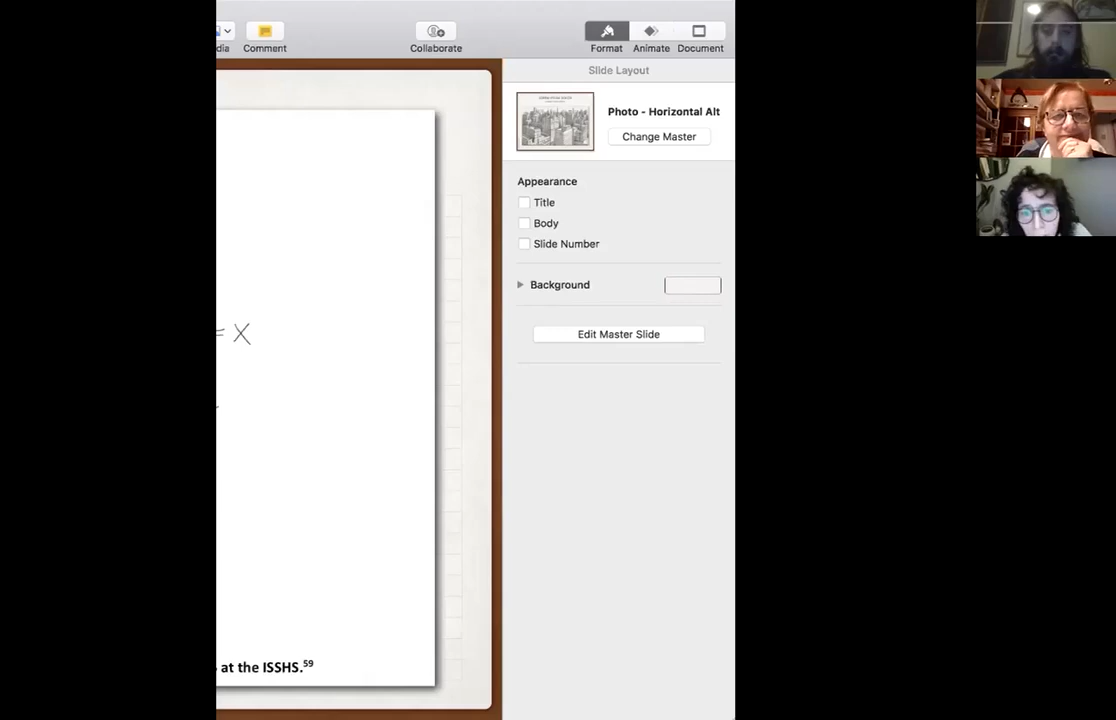 dia
Comment
Collaborate
Format
Animate
Document
Slide Layout
Photo - Horizontal Alt
Change Master
Appearance
Title
Body
Slide Number
Background
Edit Master Slide
= X
at the ISSHS.59